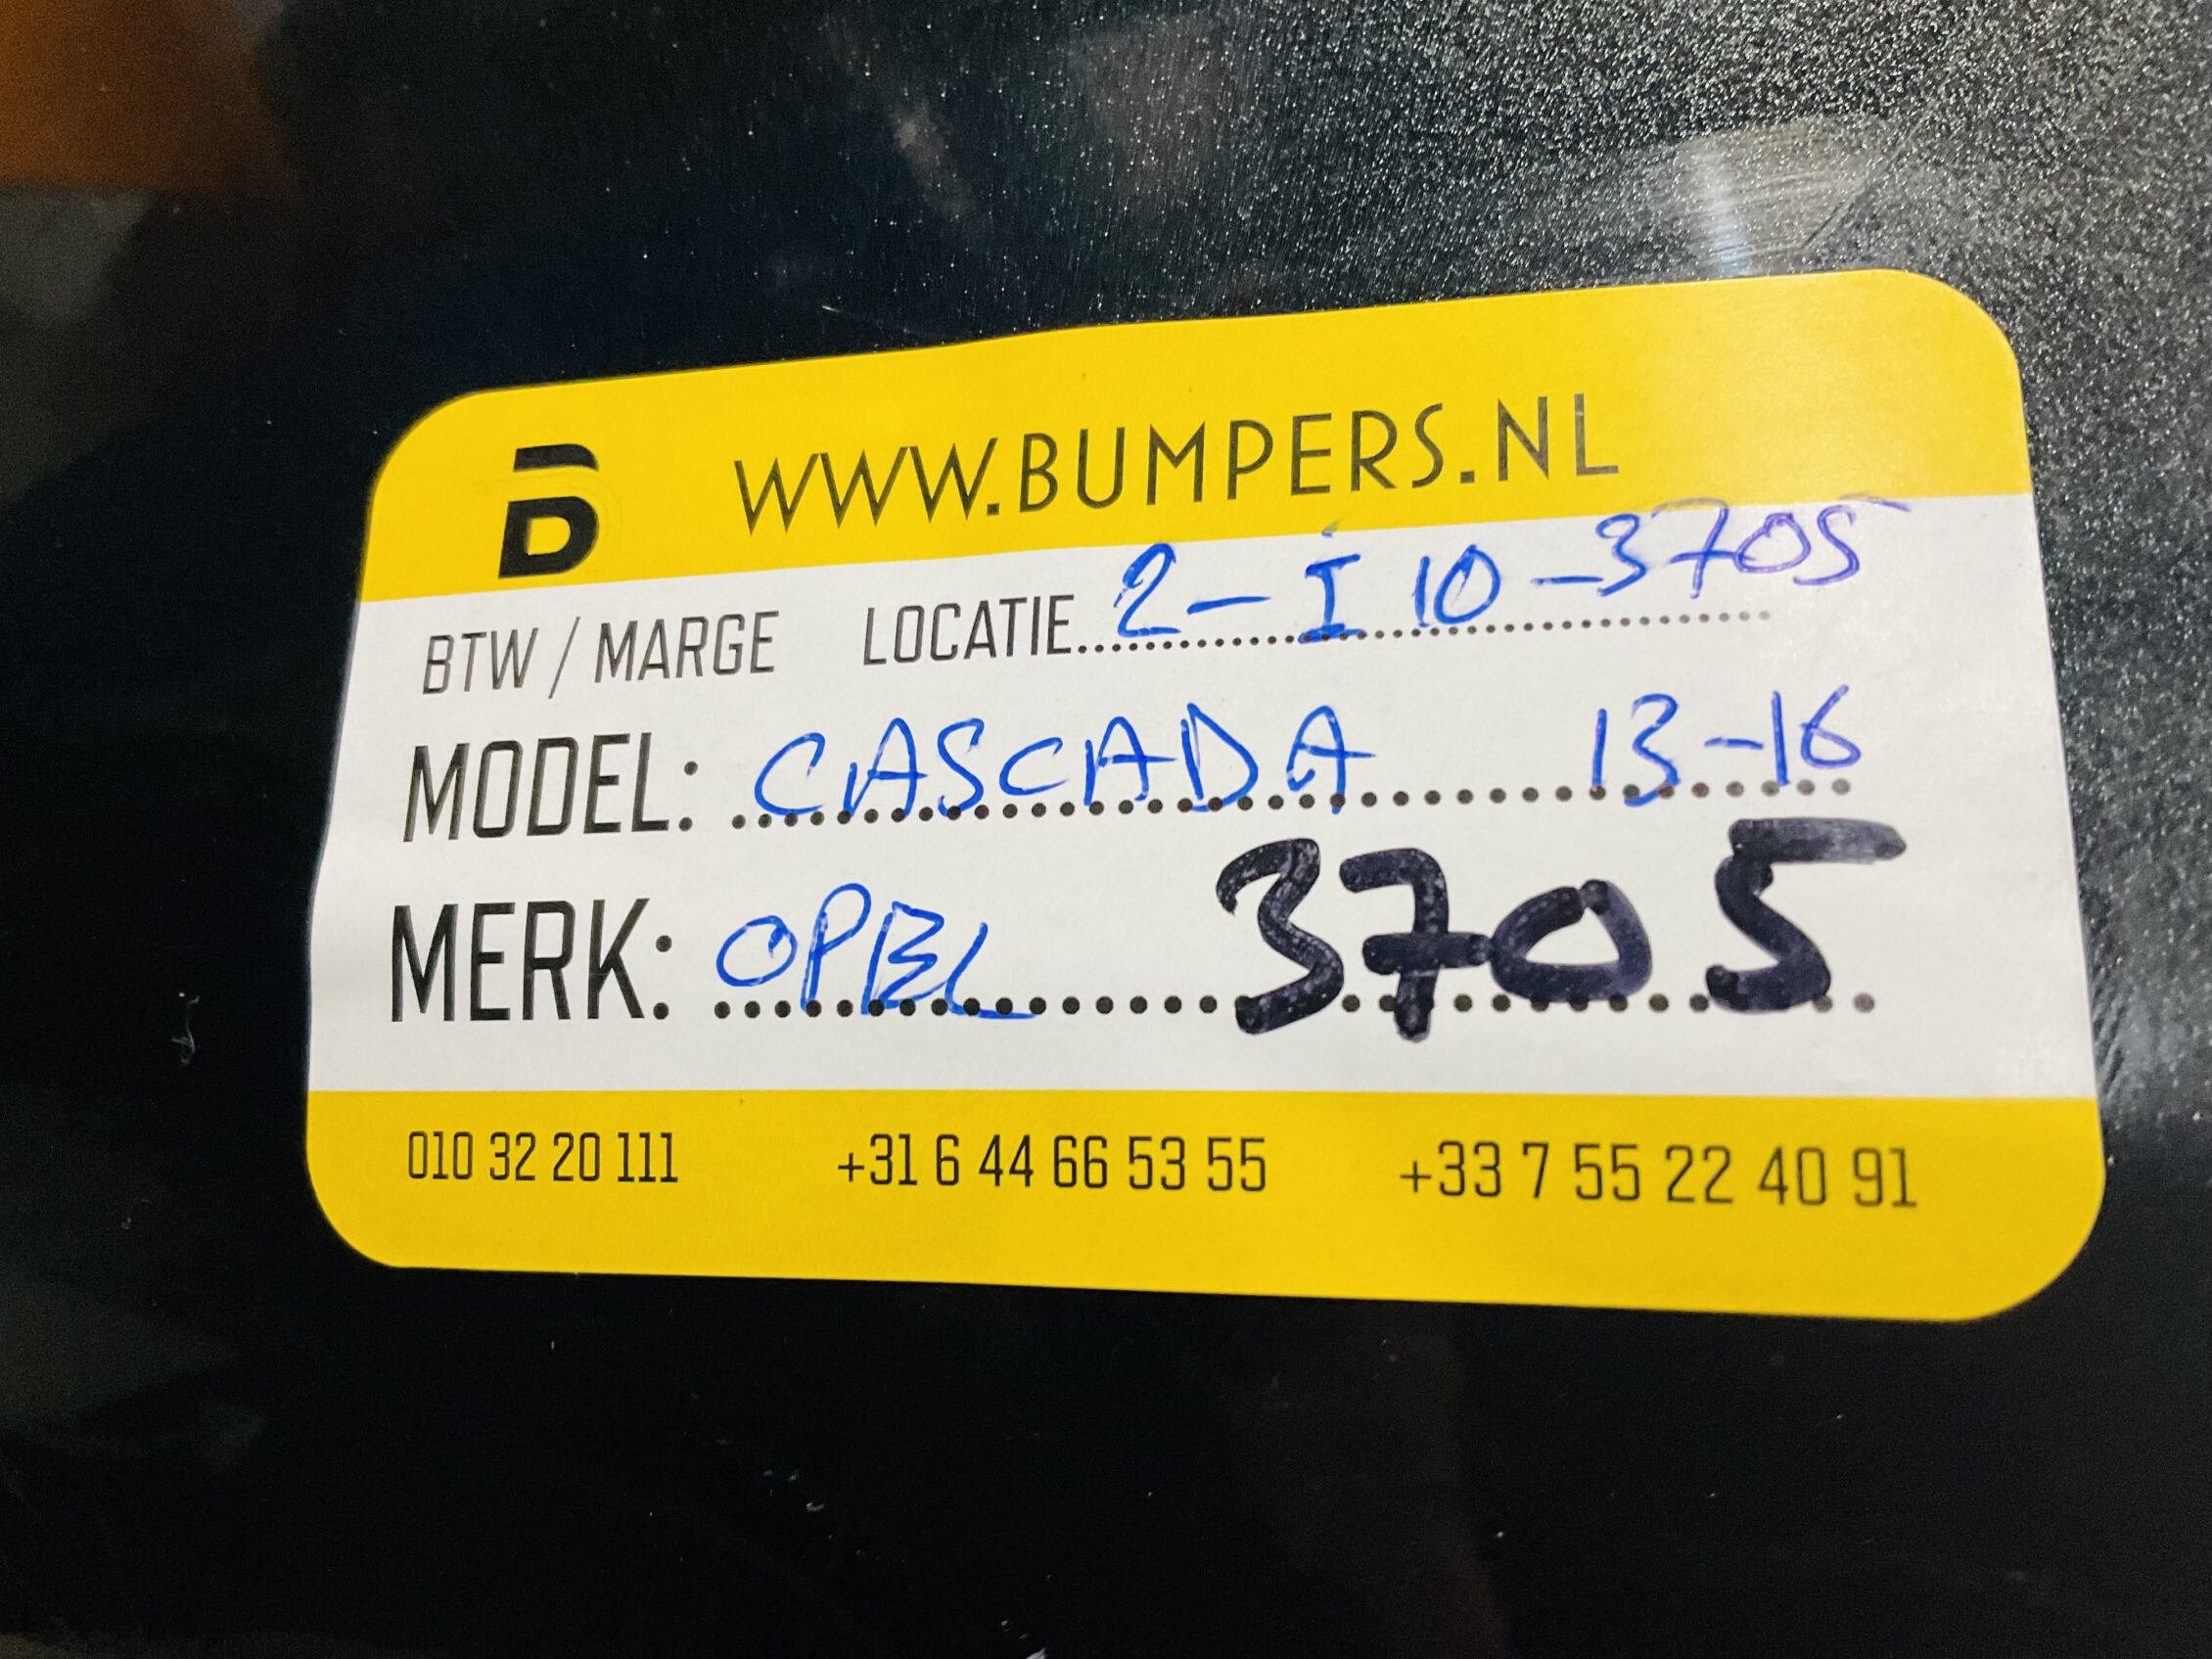 B WWW.BUMPERS.NL
BTW / MARGE LOCATIE 2-I10-3705
MODEL: CASCADA 13-16
MERK: OPEL 3705
010 32 20 111 +31 6 44 66 53 55 +33 7 55 22 40 91